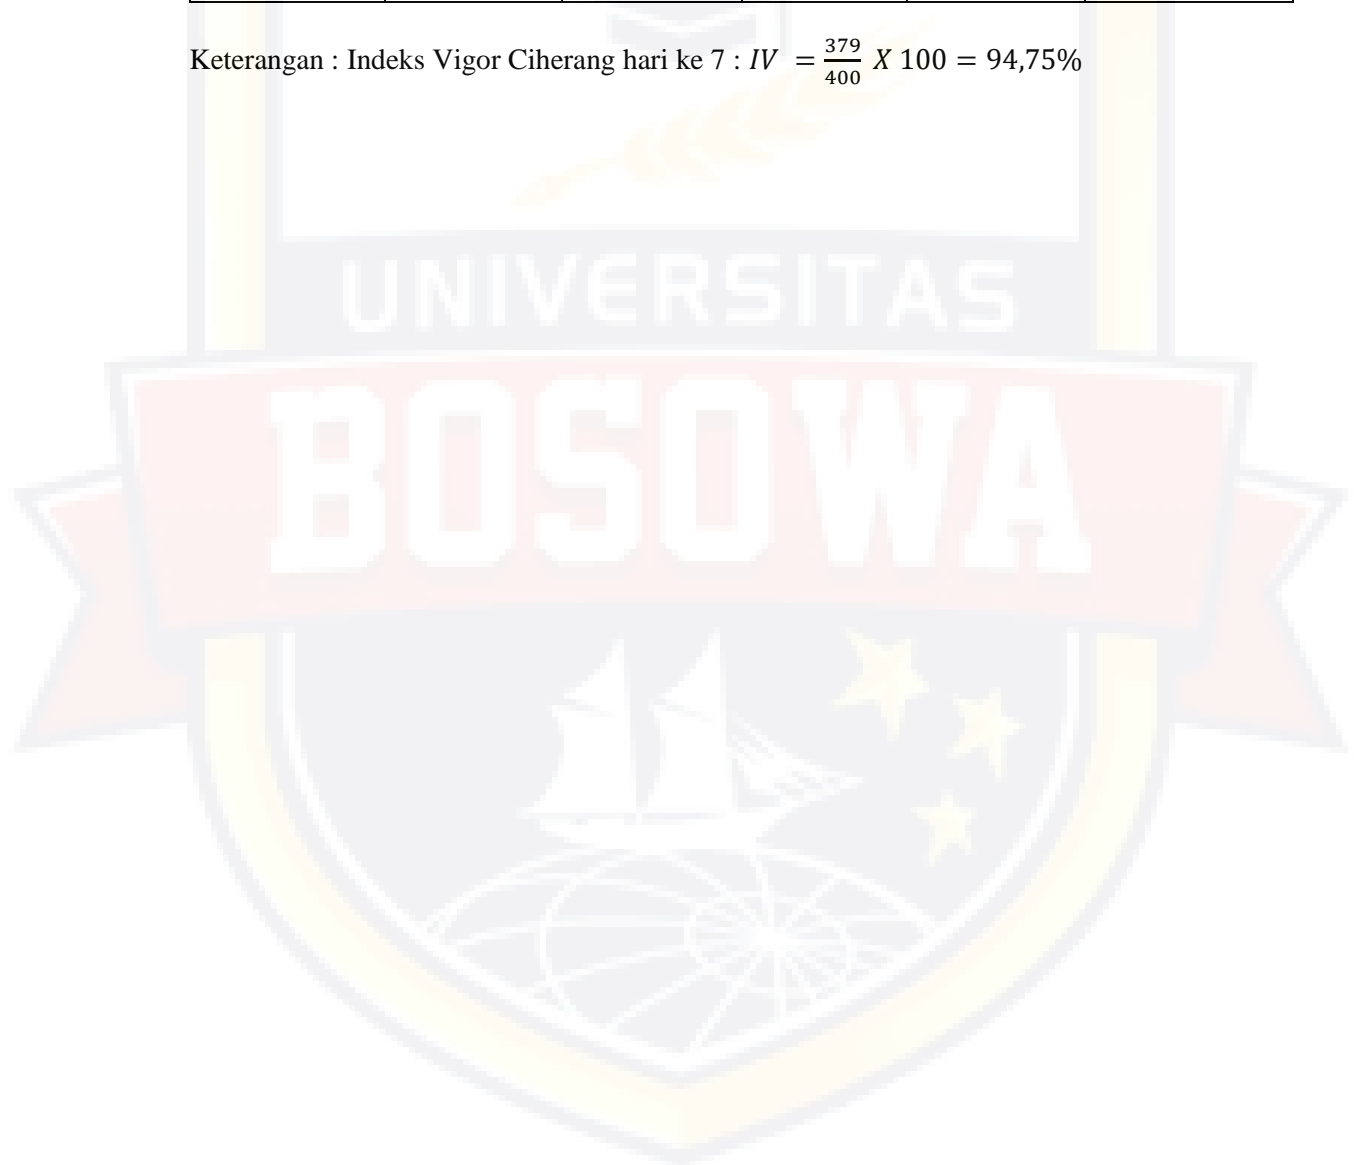 Keterangan : Indeks Vigor Ciherang hari ke 7 : IV = 379/400 X 100 = 94,75%
UNIVERSITAS
BOSOWA